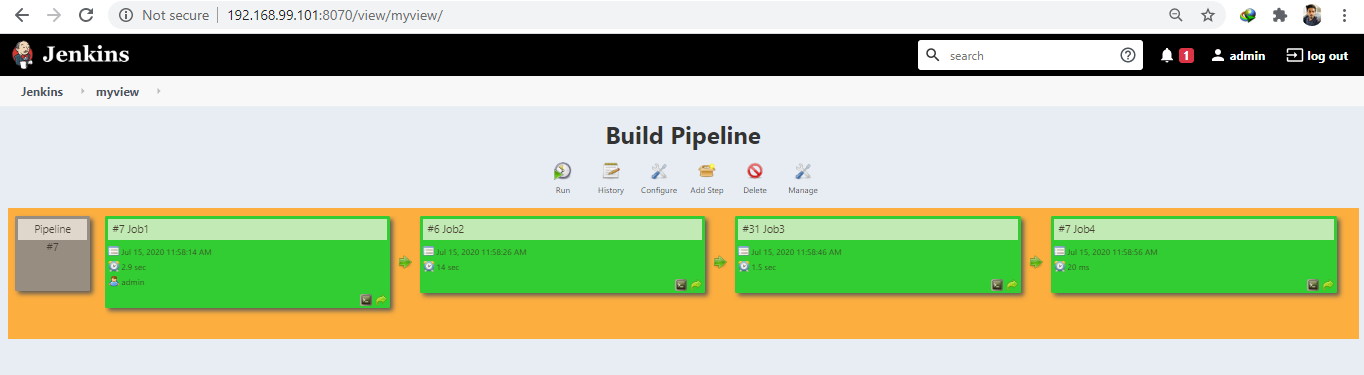 Not secure 192.168.99.101:8070/view/myview/
Jenkins search 1 admin log out
Jenkins myview
Build Pipeline
Run History Configure Add Step Delete Manage
Pipeline
#7
#7 Job1
Jul 15, 2020 11:58:14 AM
2.9 sec
admin
#6 Job2
Jul 15, 2020 11:58:26 AM
14 sec
#31 Job3
Jul 15, 2020 11:58:46 AM
1.5 sec
#7 Job4
Jul 15, 2020 11:58:56 AM
20 ms